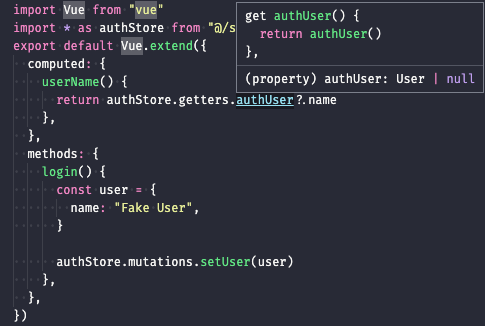 import Vue from "vue"
import * as authStore from "@/s
export default Vue.extend({
computed: {
userName() {
return authStore.getters.authUser?.name
},
},
methods: {
login() {
const user = {
name: "Fake User",
}
authStore.mutations.setUser(user)
},
},
})
get authUser() {
return authUser()
},
(property) authUser: User | null